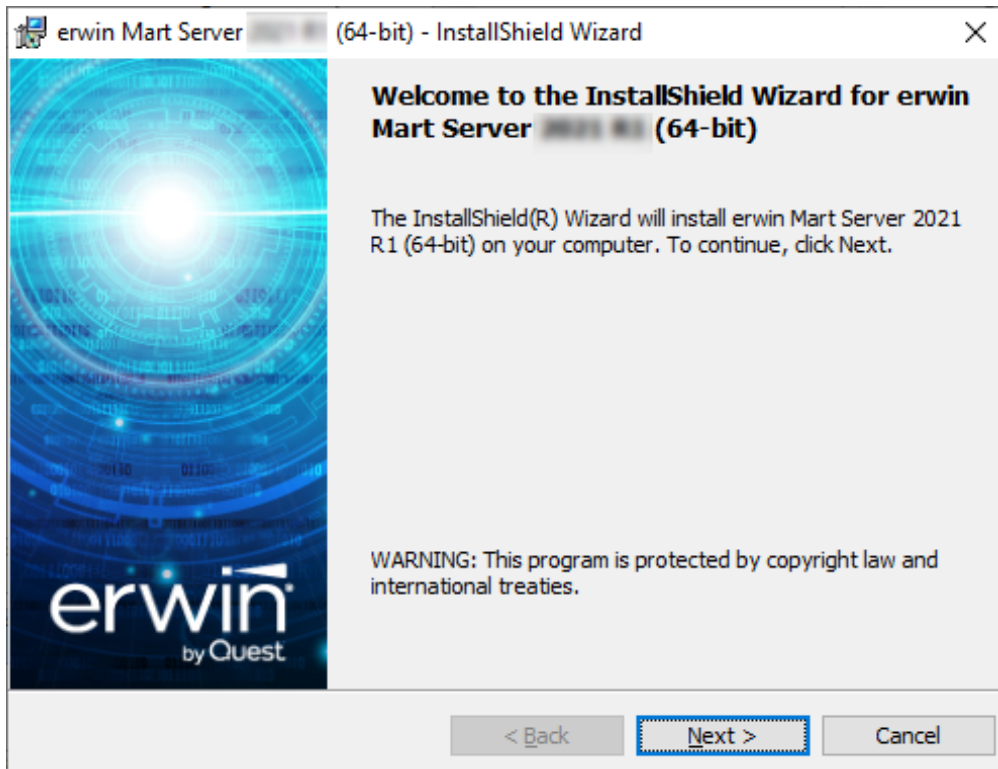 erwin Mart Server (64-bit) - InstallShield Wizard
Welcome to the InstallShield Wizard for erwin
Mart Server (64-bit)
The InstallShield(R) Wizard will install erwin Mart Server 2021
R1 (64-bit) on your computer. To continue, click Next.
WARNING: This program is protected by copyright law and
international treaties.
erwin
by Quest
< Back
Next >
Cancel